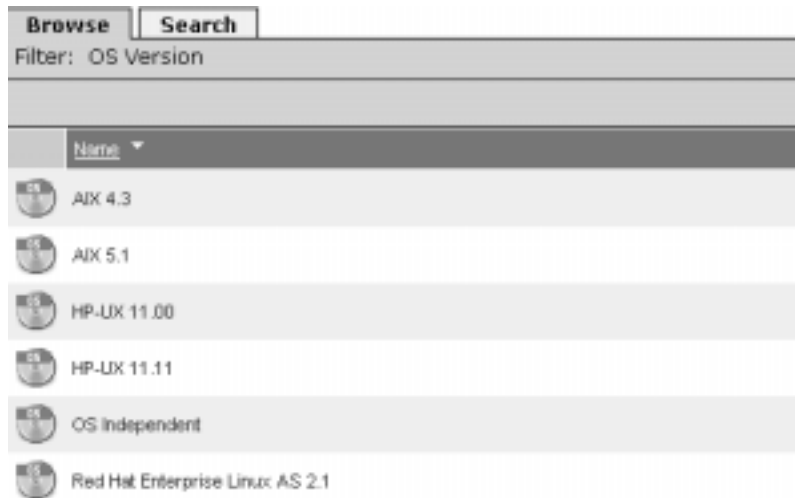 Browse Search
Filter: OS Version
Name
AIX 4.3
AIX 5.1
HP-UX 11.00
HP-UX 11.11
OS Independent
Red Hat Enterprise Linux AS 2.1